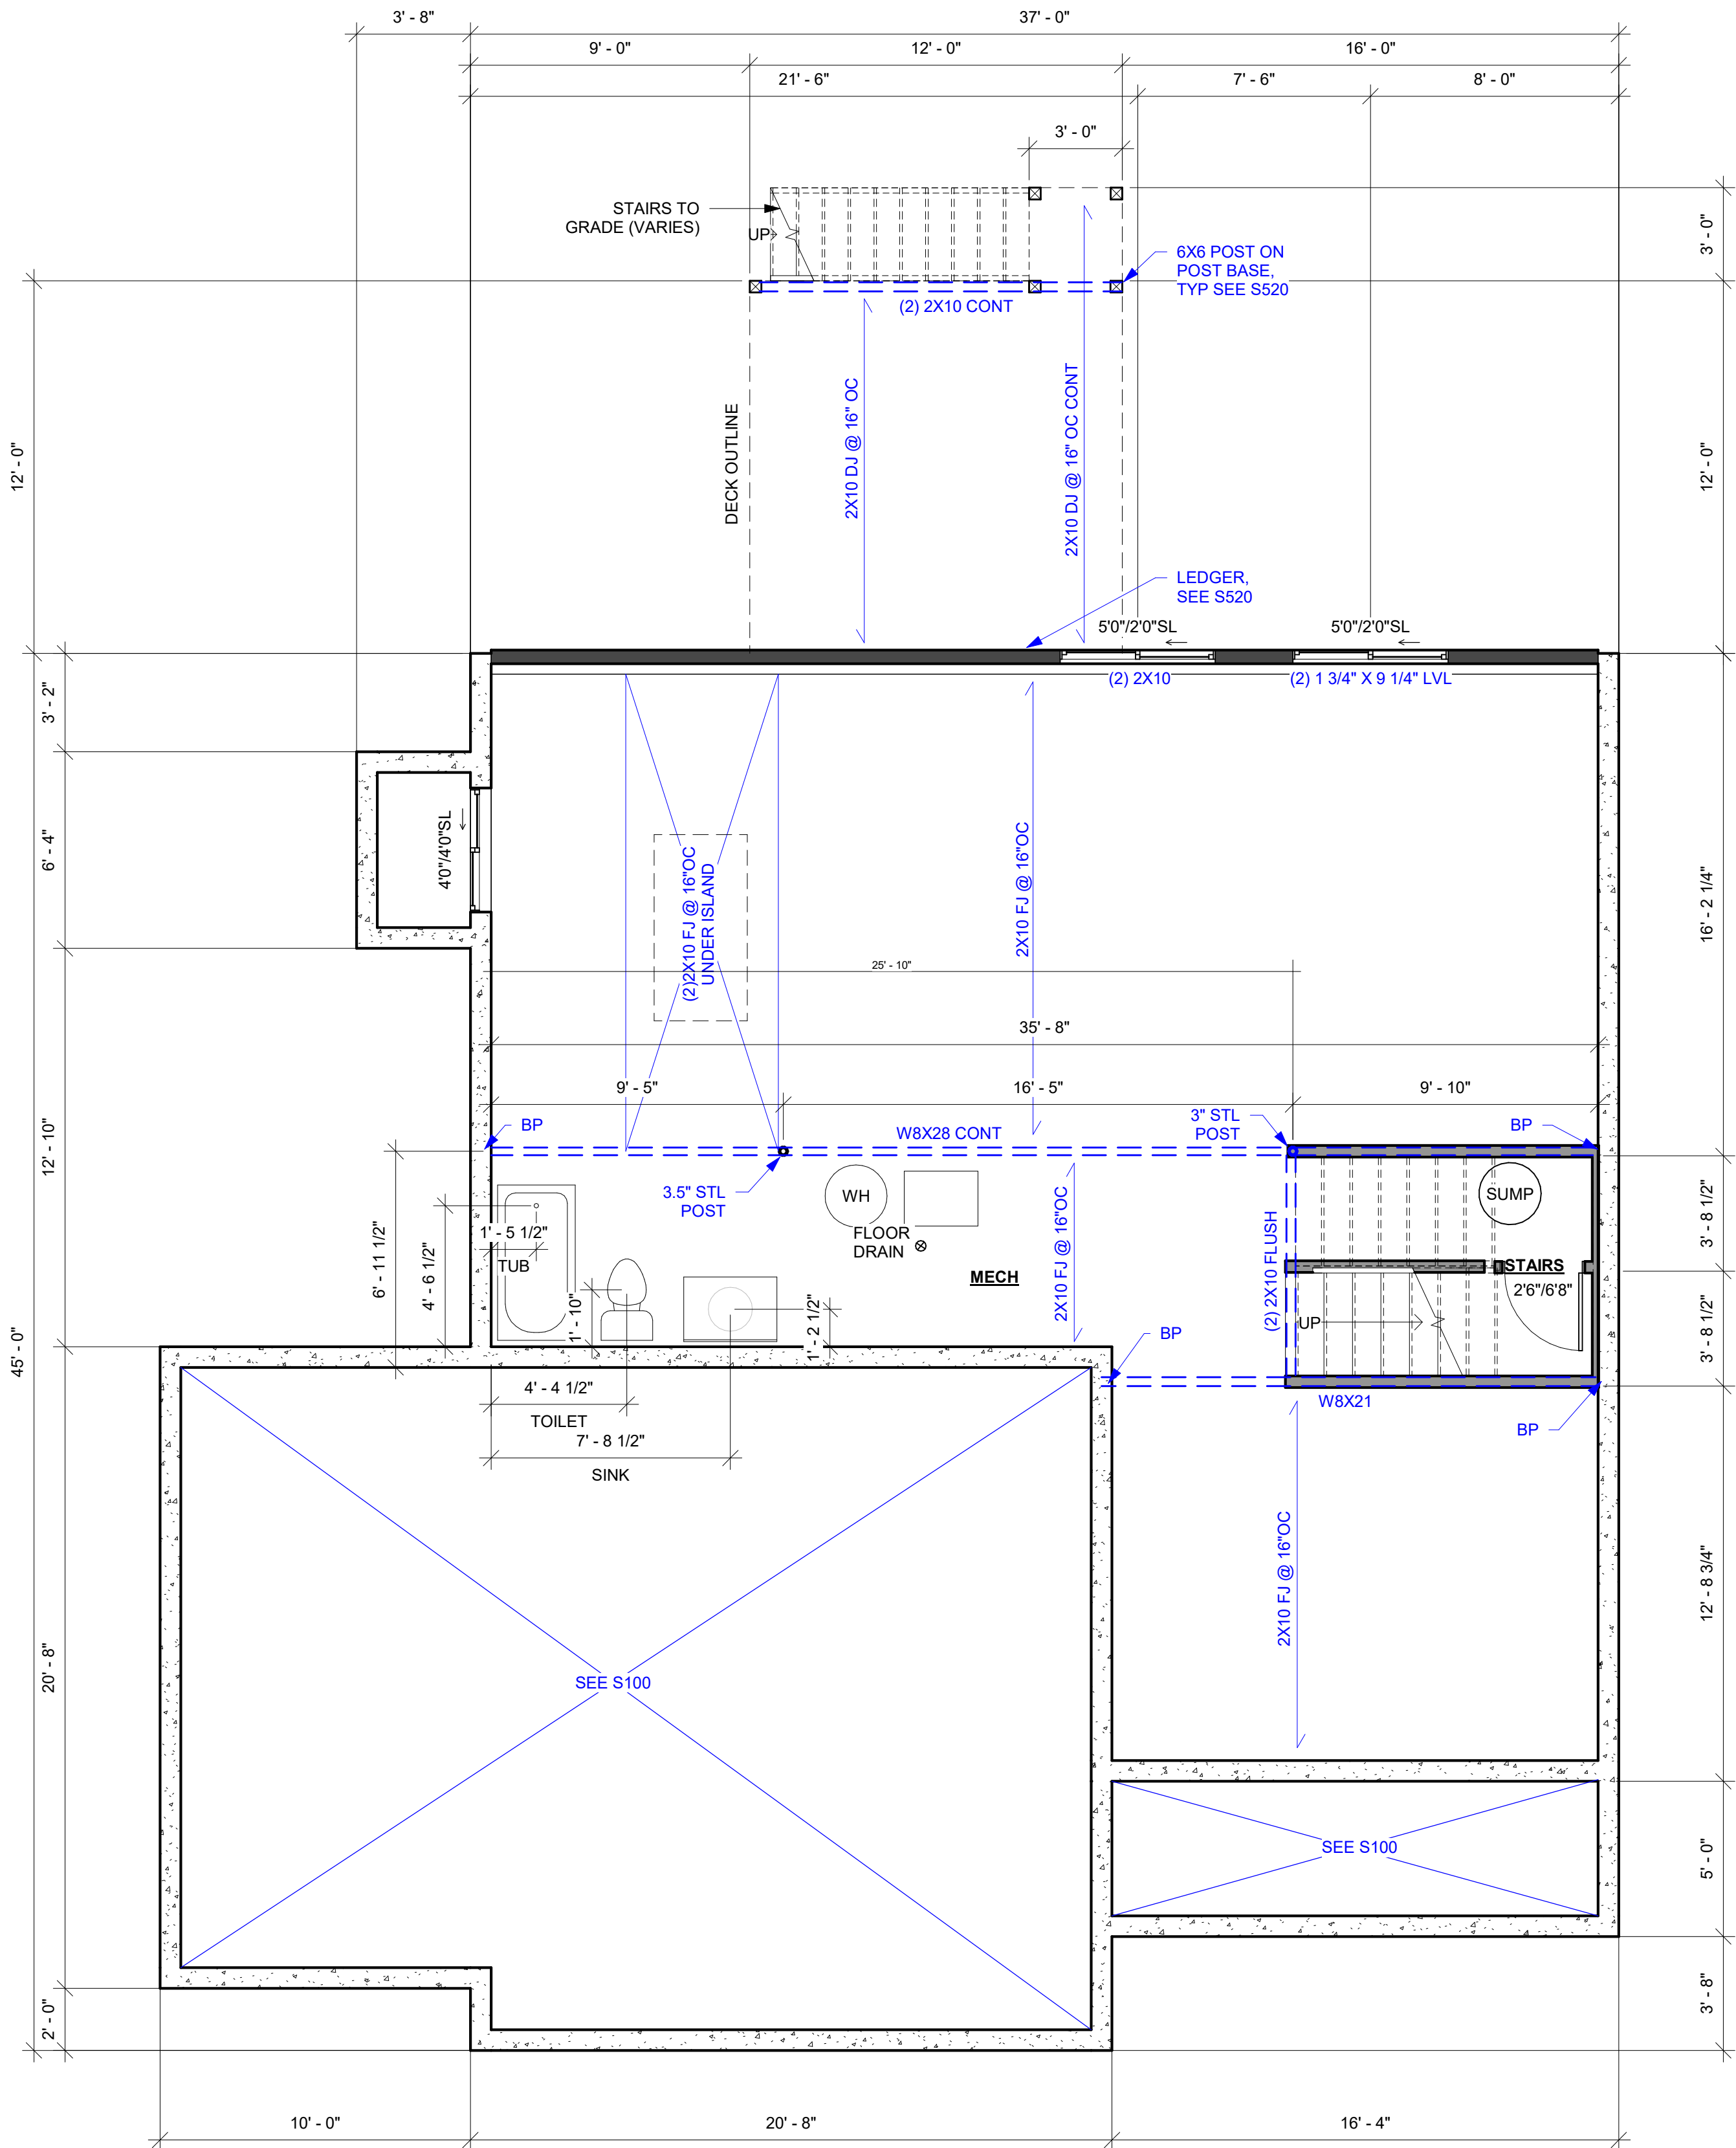 3' - 8"
37' - 0"
9' - 0"
12' - 0"
16' - 0"
21' - 6"
7' - 6"
8' - 0"
3' - 0"
STAIRS TO
GRADE (VARIES)
UP
6X6 POST ON
POST BASE,
TYP SEE S520
3' - 0"
(2) 2X10 CONT
12' - 0"
DECK OUTLINE
2X10 DJ @ 16" OC
2X10 DJ @ 16" OC CONT
12' - 0"
LEDGER,
SEE S520
5'0"/2'0"SL
5'0"/2'0"SL
(2) 2X10
(2) 1 3/4" X 9 1/4" LVL
3' - 2"
6' - 4"
4'0"/4'0"SL
(2)2X10 FJ @ 16"OC
UNDER ISLAND
2X10 FJ @ 16"OC
16' - 2 1/4"
25' - 10"
35' - 8"
9' - 5"
16' - 5"
9' - 10"
12' - 10"
BP
W8X28 CONT
3" STL
POST
BP
3.5" STL
POST
WH
SUMP
FLOOR
DRAIN
6' - 11 1/2"
4' - 6 1/2"
1' - 5 1/2"
TUB
1' - 10"
1' - 2 1/2"
MECH
2X10 FJ @ 16"OC
(2) 2X10 FLUSH
STAIRS
2'6"/6'8"
UP
3' - 8 1/2"
3' - 8 1/2"
BP
45' - 0"
4' - 4 1/2"
TOILET
7' - 8 1/2"
SINK
W8X21
BP
2X10 FJ @ 16"OC
12' - 8 3/4"
20' - 8"
SEE S100
SEE S100
5' - 0"
2' - 0"
3' - 8"
10' - 0"
20' - 8"
16' - 4"